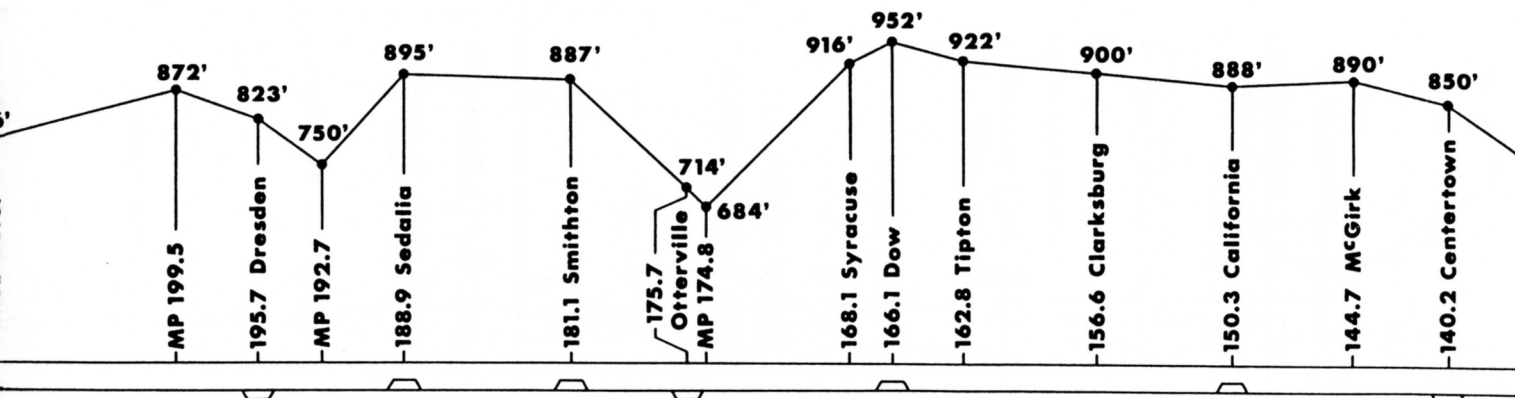 872'
823'
750'
895'
887'
714'
684'
916'
952'
922'
900'
888'
890'
850'
MP 199.5
195.7 Dresden
MP 192.7
188.9 Sedalia
181.1 Smithton
175.7
Otterville
MP 174.8
168.1 Syracuse
166.1 Dow
162.8 Tipton
156.6 Clarksburg
150.3 California
144.7 McGirk
140.2 Centertown